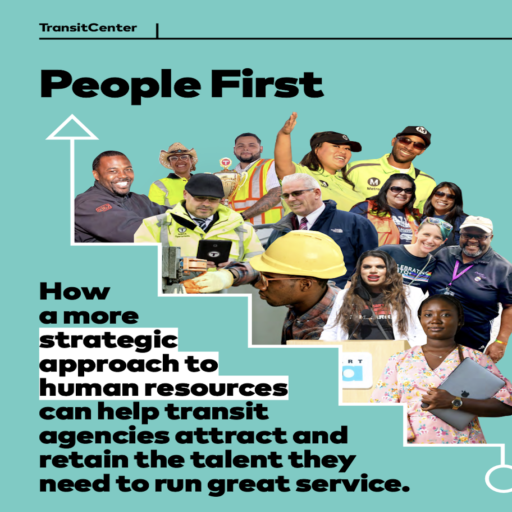 TransitCenter
People First
How
a more
strategic
approach to
human resources
can help transit
agencies attract and
retain the talent they
need to run great service.